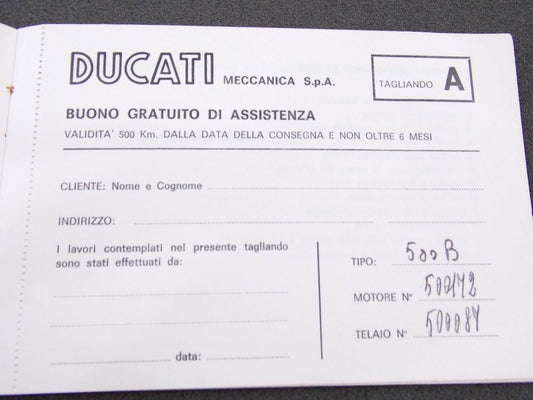 DUCATI MECCANICA S.p.A.
TAGLIANDO A
BUONO GRATUITO DI ASSISTENZA
VALIDITA' 500 Km. DALLA DATA DELLA CONSEGNA E NON OLTRE 6 MESI
CLIENTE: Nome e Cognome
INDIRIZZO:
I lavori contemplati nel presente tagliando
sono stati effettuati da:
data:
TIPO: 500 B
MOTORE N° 500172
TELAIO N° 500084